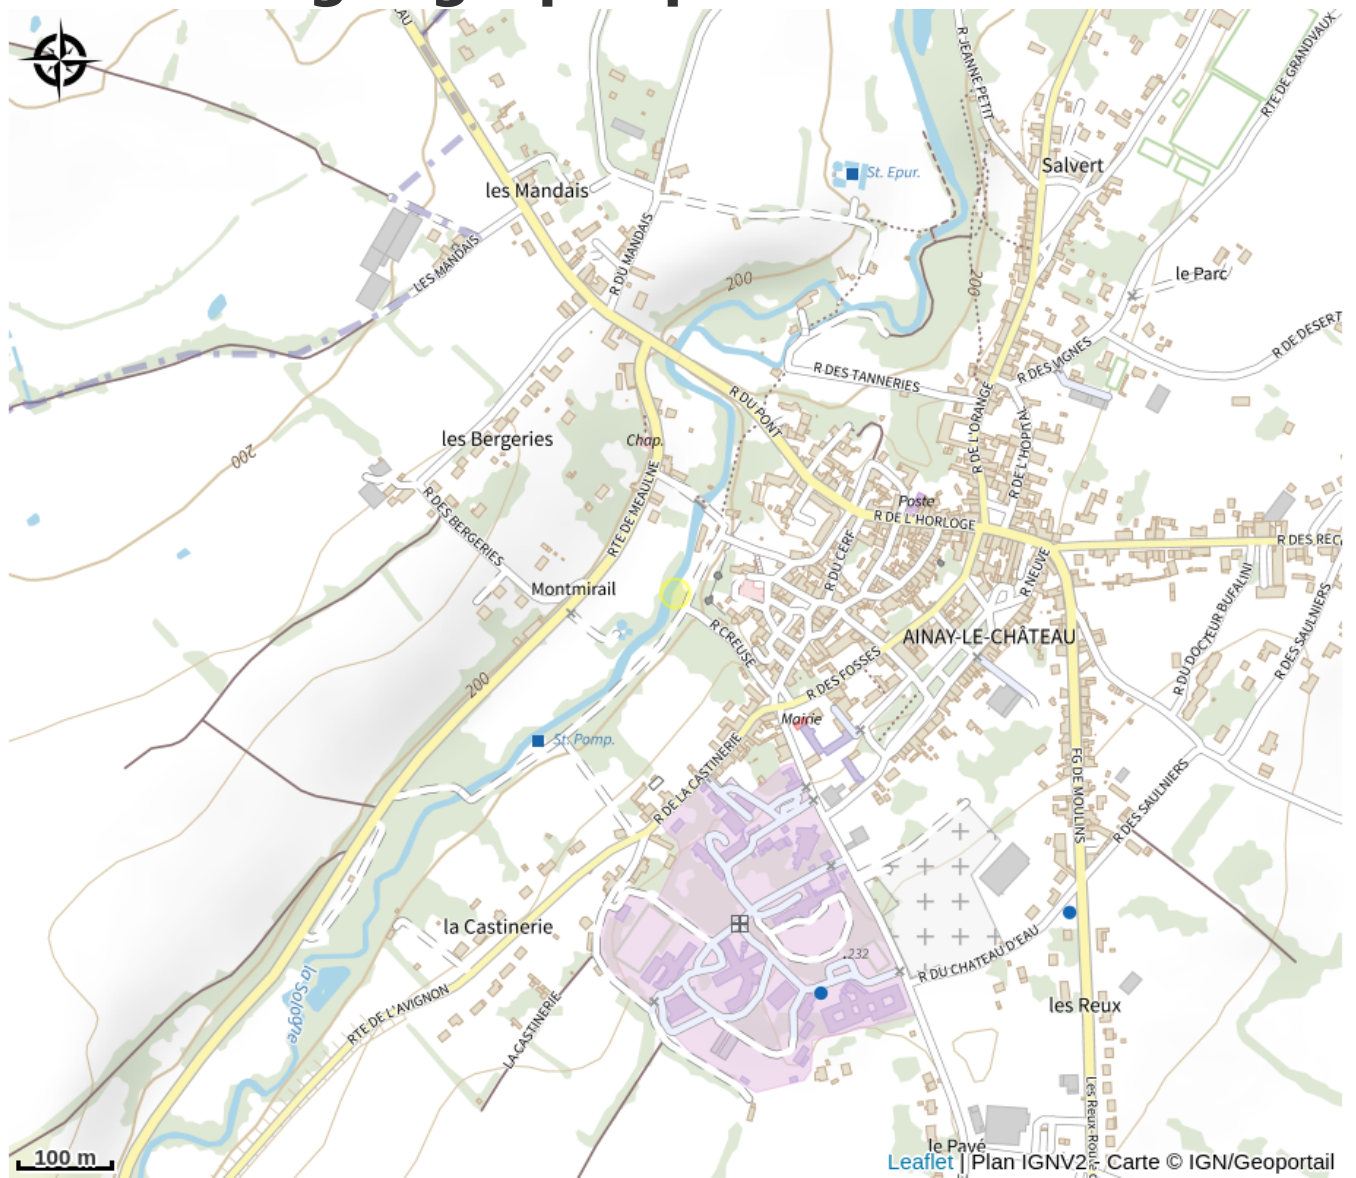 R JEANNE PETIT
RTE DE GRANDVAUX
Salvert
St. Epur.
les Mandais
R DU MANDAIS
LES MANDAIS
le Parc
200
200
R DE DESERT
R DES VIGNES
R DES TANNERIES
R DU PONT
R DE L'ORANGE
R DE L'HOPITAL
les Bergeries
Chap.
200
RTE DE MEAULNE
R DES BERGERIES
Poste
R DE L'HORLOGE
R DES REC
R DU CERF
R NEUVE
Montmirail
R CREUSE
AINAY-LE-CHÂTEAU
R DU DOCTEUR BUFALINI
R DES SAULNIERS
R DES FOSSES
200
Mairie
St. Pomp.
R DE LA CASTINERIE
FG DE MOULINS
R DES SAULNIERS
la Castinerie
232
R DU CHATEAU D'EAU
la Sologne
RTE DE L'AVIGNON
LA CASTINERIE
les Reux
Les Reux-Route
le Pavé
100 m
Leaflet | Plan IGNV2 - Carte © IGN/Geoportail